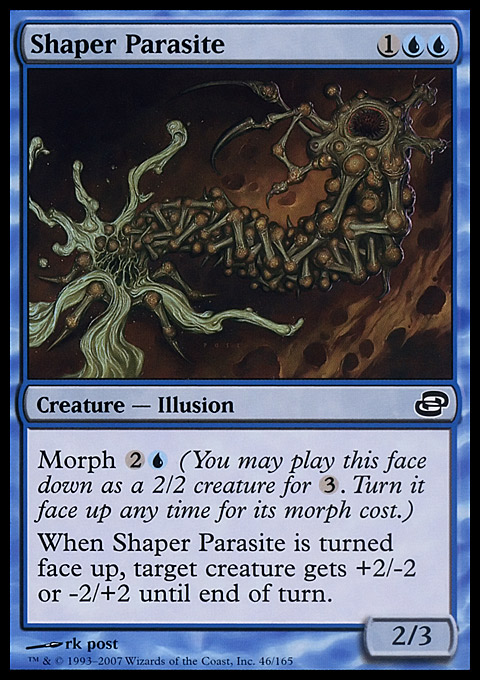 Shaper Parasite 1
Creature — Illusion
Morph 2 (You may play this face
down as a 2/2 creature for 3. Turn it
face up any time for its morph cost.)
When Shaper Parasite is turned
face up, target creature gets +2/-2
or -2/+2 until end of turn.
rk post
2/3
™ & © 1993–2007 Wizards of the Coast, Inc. 46/165